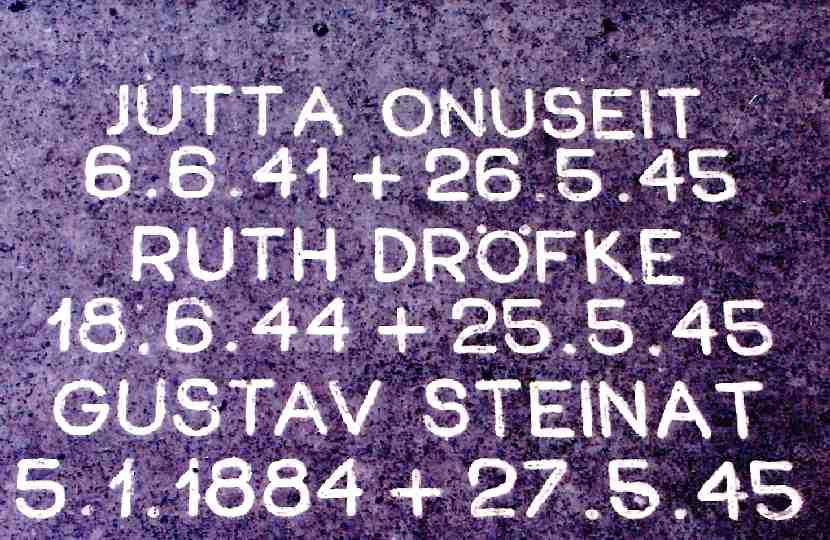 JUTTA ONUSEIT
6.6.41 + 26.5.45
RUTH DRÖFKE
18.6.44 + 25.5.45
GUSTAV STEINAT
5.1.1884 + 27.5.45